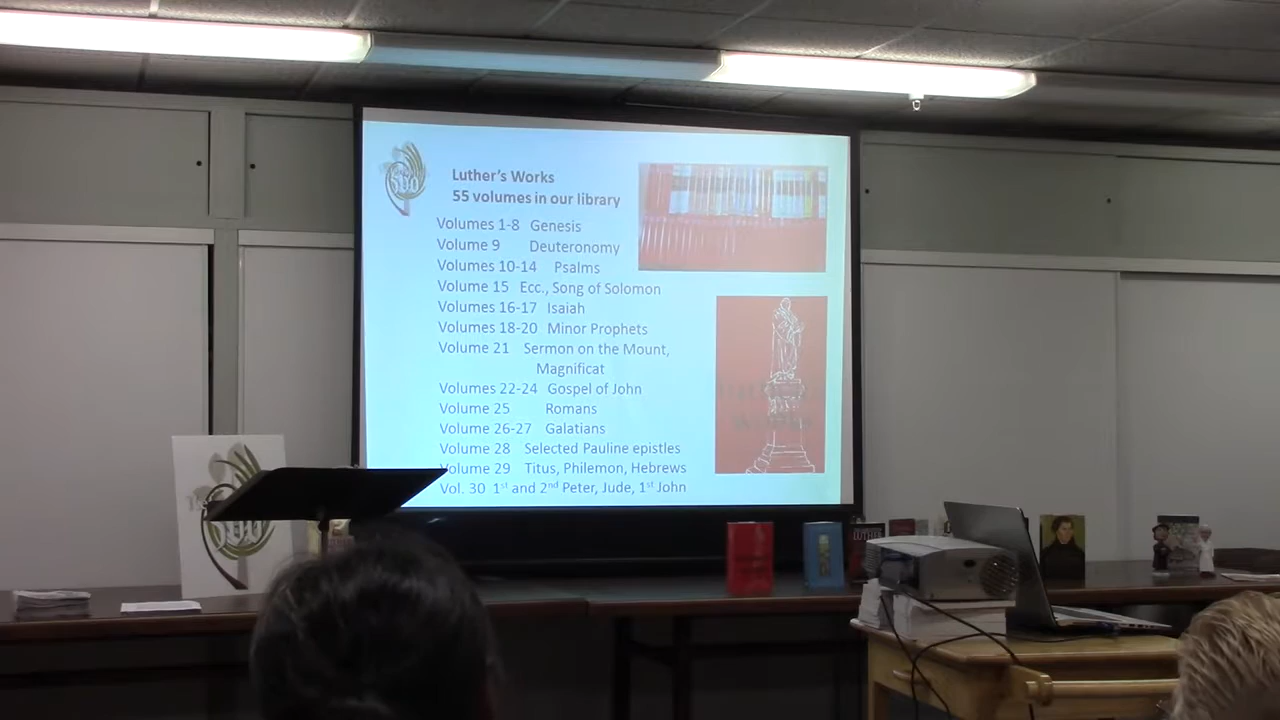 Luther's Works
55 volumes in our library
Volumes 1-8 Genesis
Volume 9 Deuteronomy
Volumes 10-14 Psalms
Volume 15 Ecc., Song of Solomon
Volumes 16-17 Isaiah
Volumes 18-20 Minor Prophets
Volume 21 Sermon on the Mount,
Magnificat
Volumes 22-24 Gospel of John
Volume 25 Romans
Volume 26-27 Galatians
Volume 28 Selected Pauline epistles
Volume 29 Titus, Philemon, Hebrews
Vol. 30 1st and 2nd Peter, Jude, 1st John